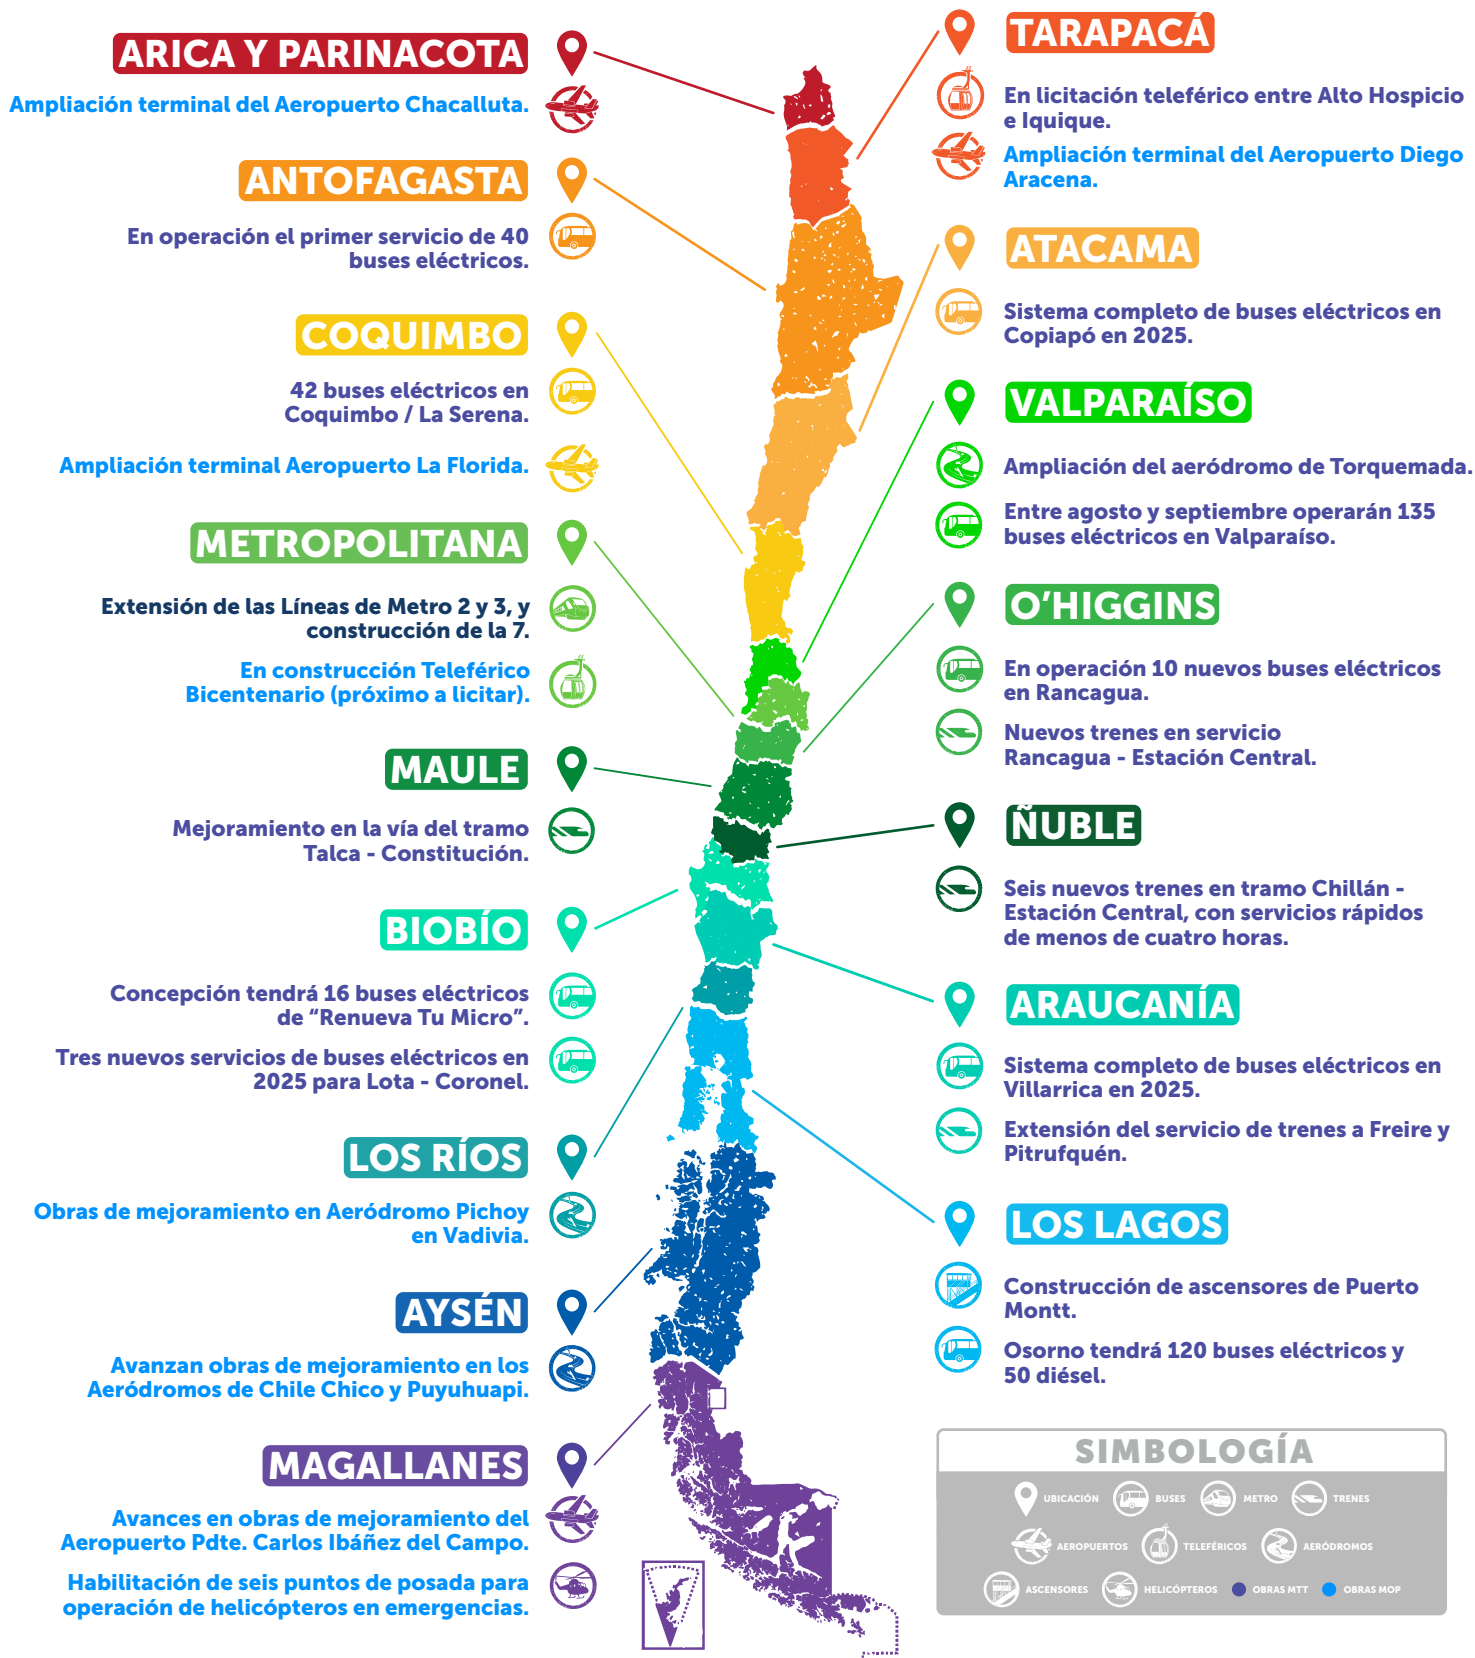 ARICA Y PARINACOTA
Ampliación terminal del Aeropuerto Chacalluta.
ANTOFAGASTA
En operación el primer servicio de 40
buses eléctricos.
COQUIMBO
42 buses eléctricos en
Coquimbo / La Serena.
Ampliación terminal Aeropuerto La Florida.
METROPOLITANA
Extensión de las Líneas de Metro 2 y 3, y
construcción de la 7.
En construcción Teleférico
Bicentenario (próximo a licitar).
MAULE
Mejoramiento en la vía del tramo
Talca - Constitución.
BIOBÍO
Concepción tendrá 16 buses eléctricos
de “Renueva Tu Micro”.
Tres nuevos servicios de buses eléctricos en
2025 para Lota - Coronel.
LOS RÍOS
Obras de mejoramiento en Aeródromo Pichoy
en Vadivia.
AYSÉN
Avanzan obras de mejoramiento en los
Aeródromos de Chile Chico y Puyuhuapi.
MAGALLANES
Avances en obras de mejoramiento del
Aeropuerto Pdte. Carlos Ibáñez del Campo.
Habilitación de seis puntos de posada para
operación de helicópteros en emergencias.
TARAPACÁ
En licitación teleférico entre Alto Hospicio
e Iquique.
Ampliación terminal del Aeropuerto Diego
Aracena.
ATACAMA
Sistema completo de buses eléctricos en
Copiapó en 2025.
VALPARAÍSO
Ampliación del aeródromo de Torquemada.
Entre agosto y septiembre operarán 135
buses eléctricos en Valparaíso.
O’HIGGINS
En operación 10 nuevos buses eléctricos
en Rancagua.
Nuevos trenes en servicio
Rancagua - Estación Central.
ÑUBLE
Seis nuevos trenes en tramo Chillán -
Estación Central, con servicios rápidos
de menos de cuatro horas.
ARAUCANÍA
Sistema completo de buses eléctricos en
Villarrica en 2025.
Extensión del servicio de trenes a Freire y
Pitrufquén.
LOS LAGOS
Construcción de ascensores de Puerto
Montt.
Osorno tendrá 120 buses eléctricos y
50 diésel.
SIMBOLOGÍA
UBICACIÓN BUSES METRO TRENES
AEROPUERTOS TELEFÉRICOS AERÓDROMOS
ASCENSORES HELICÓPTEROS OBRAS MTT OBRAS MOP